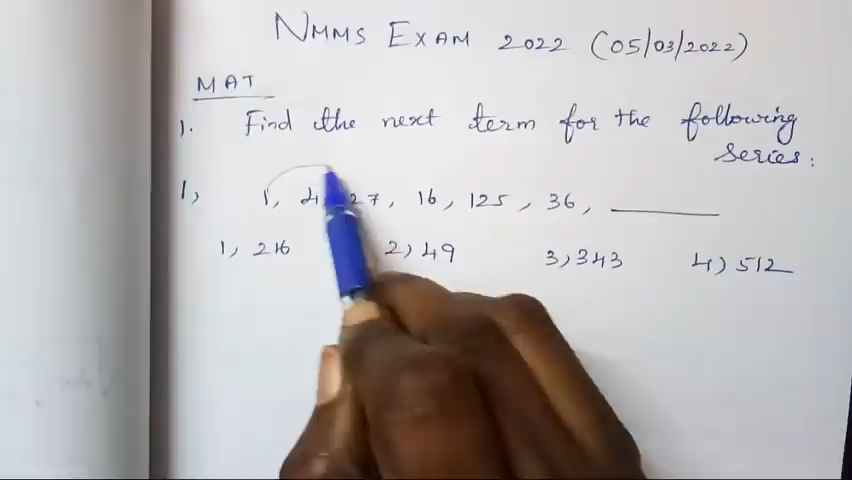 NMMS EXAM 2022 (05/03/2022)
MAT
1. Find the next term for the following
series:
1, 1, 4, 27, 16, 125, 36, ______
1, 216 2) 49 3, 343 4) 512